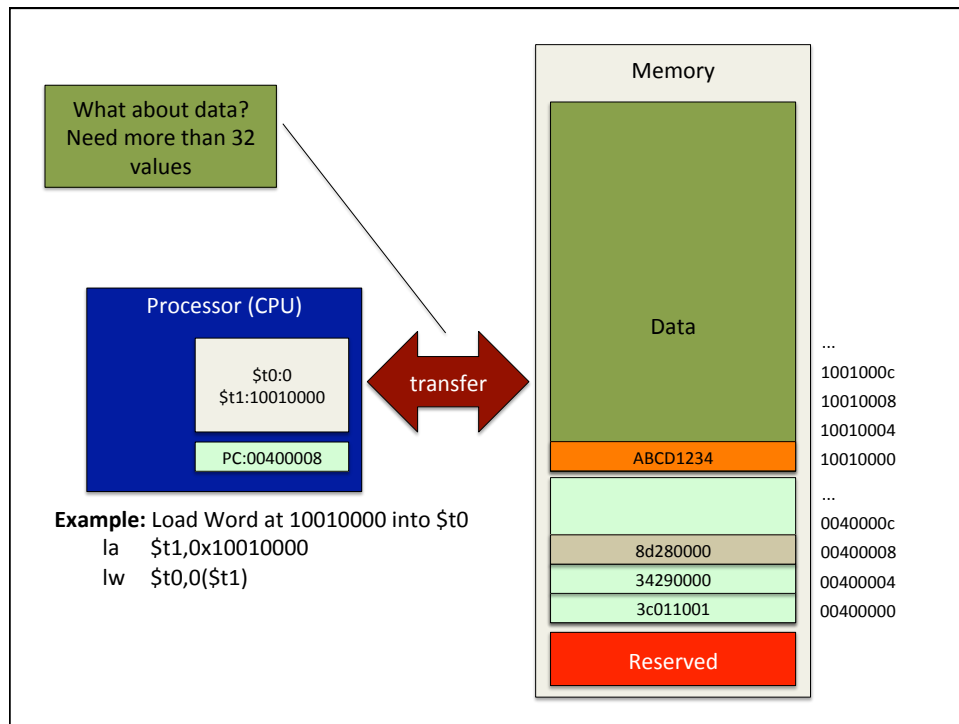 What about data?
Need more than 32
values
Processor (CPU)
$t0:0
$t1:10010000
PC:00400008
transfer
Example: Load Word at 10010000 into $t0
la $t1,0x10010000
lw $t0,0($t1)
Memory
Data
ABCD1234
8d280000
34290000
3c011001
Reserved
...
1001000c
10010008
10010004
10010000
...
0040000c
00400008
00400004
00400000